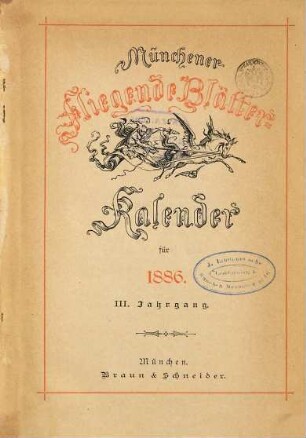 Münchener
Fliegende Blätter
Kalender
für
1886.
III. Jahrgang.
München.
Braun & Schneider.